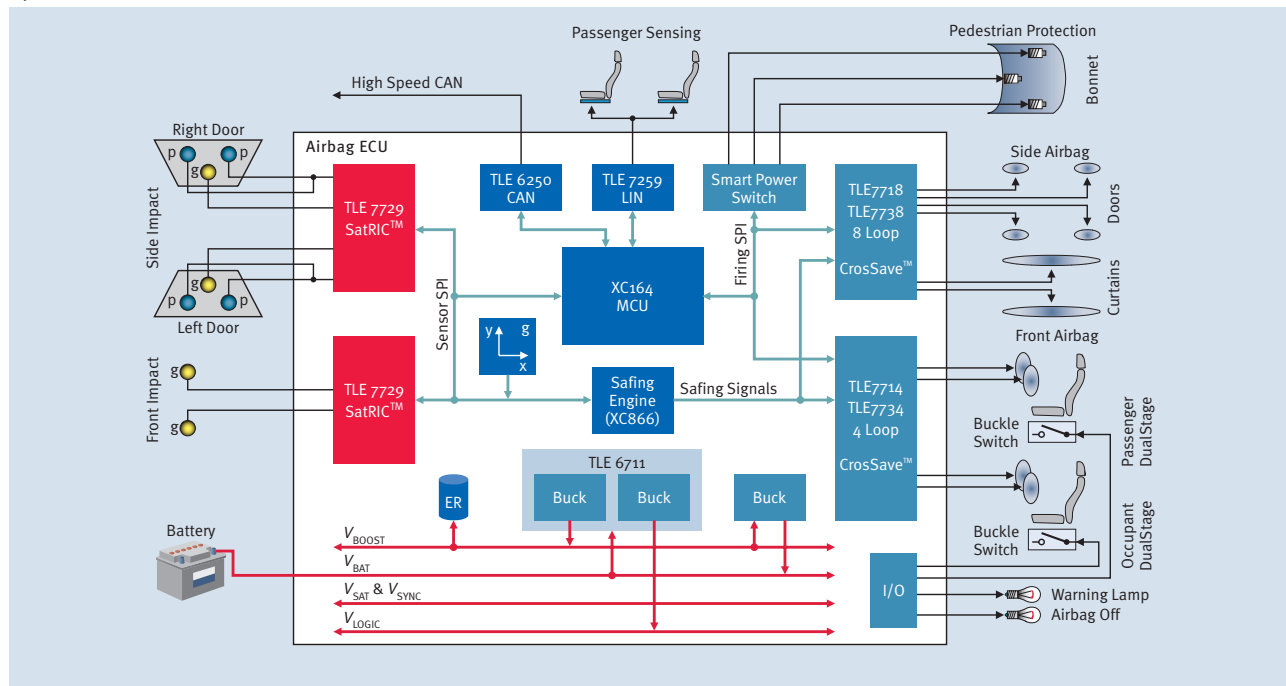 Passenger Sensing
Pedestrian Protection
Bonnet
High Speed CAN
Right Door
p
p
g
Side Impact
g
p
p
Left Door
Front Impact
g
g
Airbag ECU
TLE 7729
SatRIC™
TLE 7729
SatRIC™
TLE 6250
CAN
TLE 7259
LIN
Smart Power
Switch
Sensor SPI
XC164
MCU
Firing SPI
y
g
x
Safing
Engine
(XC866)
Safing Signals
TLE7718
TLE7738
8 Loop
CrosSave™
TLE7714
TLE7734
4 Loop
CrosSave™
Side Airbag
Doors
Curtains
Front Airbag
Buckle
Switch
Passenger
DualStage
Buckle
Switch
Occupant
DualStage
TLE 6711
ER
Buck
Buck
Buck
Battery
VBOOST
VBAT
VSAT & VSYNC
VLOGIC
I/O
Warning Lamp
Airbag Off